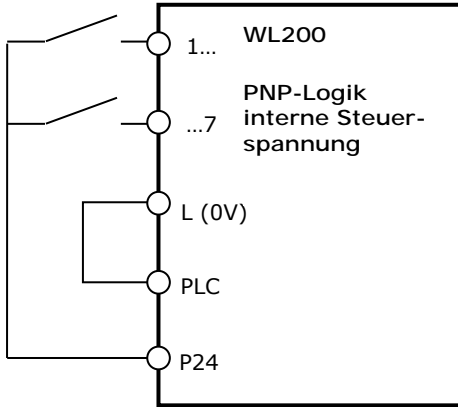 WL200
1...
PNP-Logik
interne Steuer-
...7
spannung
L (0V)
PLC
P24